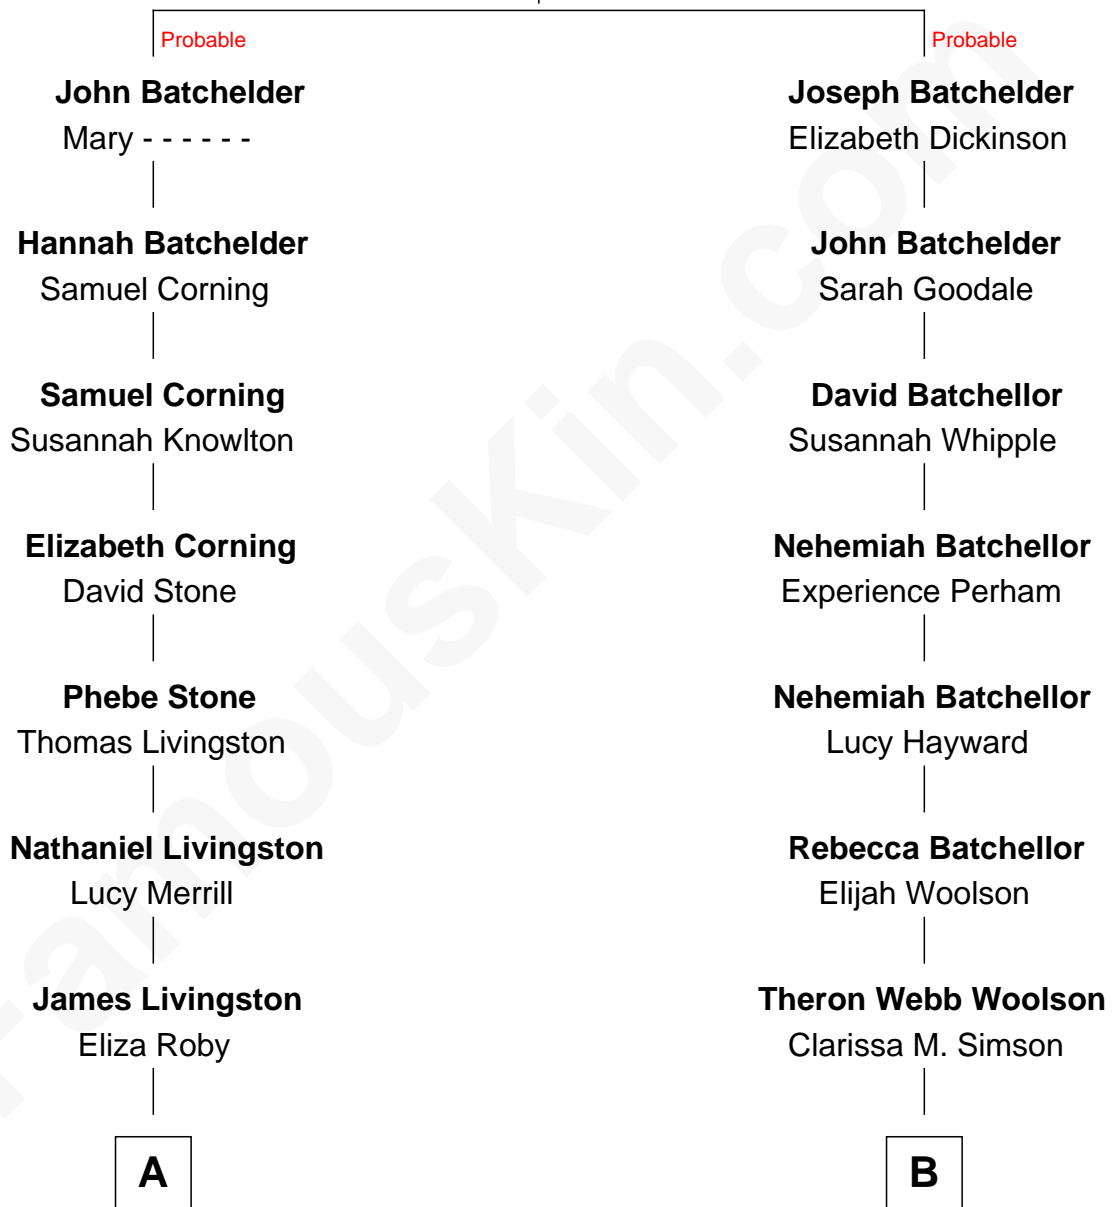 Probable
John Batchelder
Mary - - - - - -
Hannah Batchelder
Samuel Corning
Samuel Corning
Susannah Knowlton
Elizabeth Corning
David Stone
Phebe Stone
Thomas Livingston
Nathaniel Livingston
Lucy Merrill
James Livingston
Eliza Roby
A
Probable
Joseph Batchelder
Elizabeth Dickinson
John Batchelder
Sarah Goodale
David Batchellor
Susannah Whipple
Nehemiah Batchellor
Experience Perham
Nehemiah Batchellor
Lucy Hayward
Rebecca Batchellor
Elijah Woolson
Theron Webb Woolson
Clarissa M. Simson
B
FamousKin.com